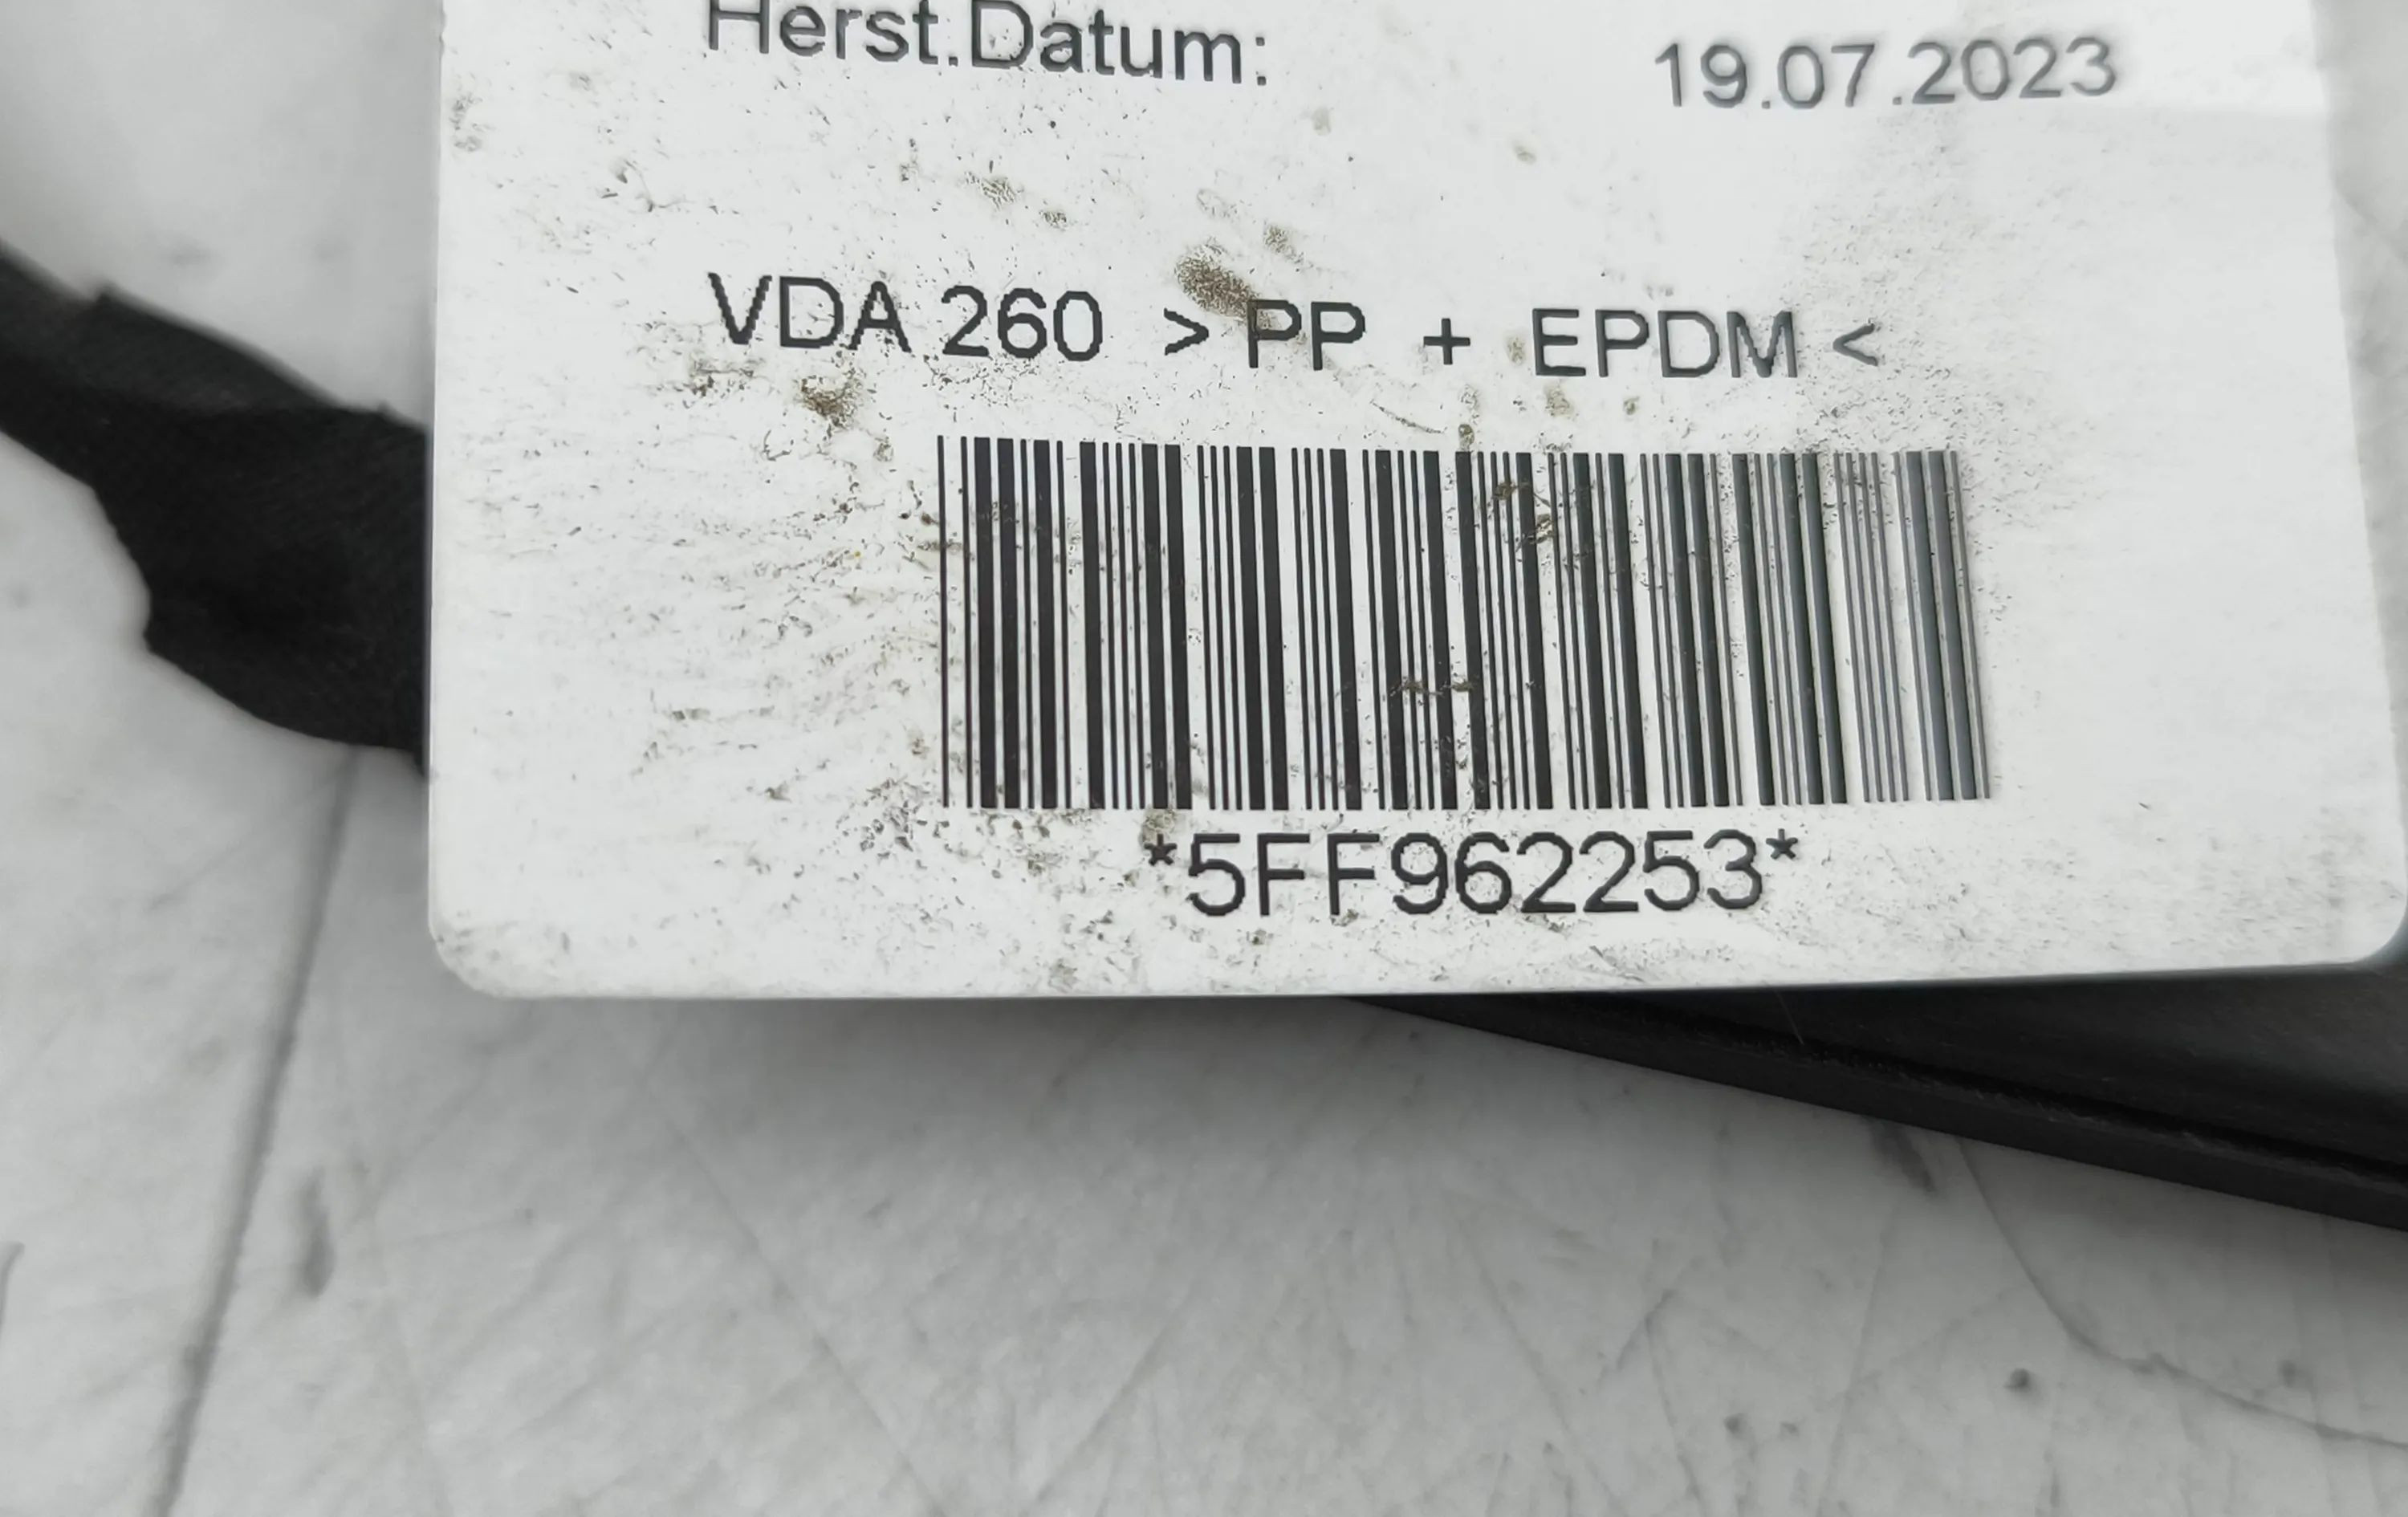 Herst.Datum: 19.07.2023
VDA 260 > PP + EPDM <
*5FF962253*